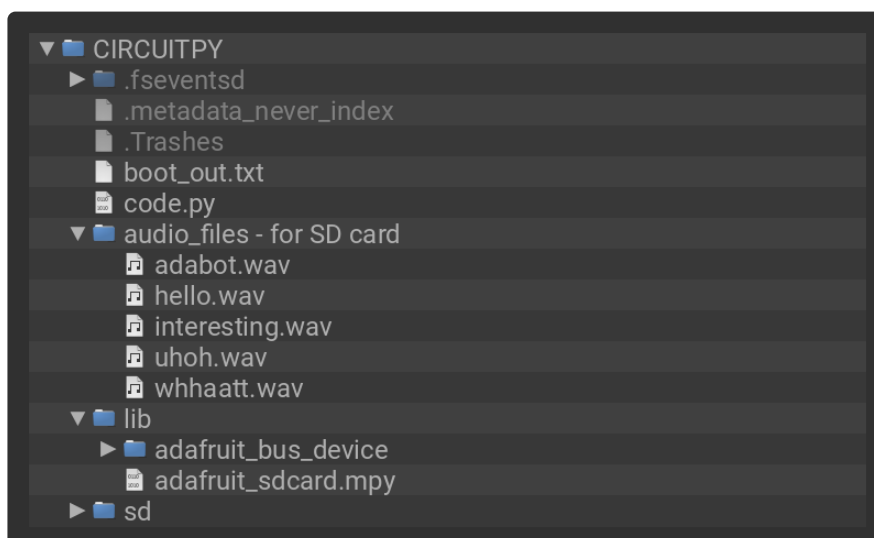 CIRCUITPY
.fseventsd
.metadata_never_index
.Trashes
boot_out.txt
code.py
audio_files - for SD card
adabot.wav
hello.wav
interesting.wav
uhoh.wav
whhaatt.wav
lib
adafruit_bus_device
adafruit_sdcard.mpy
sd